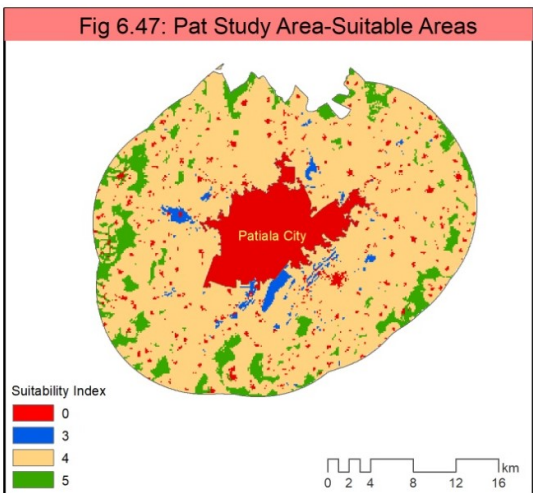 Fig 6.47: Pat Study Area-Suitable Areas
Patiala City
Suitability Index
0
3
4
5
km
0 2 4 8 12 16